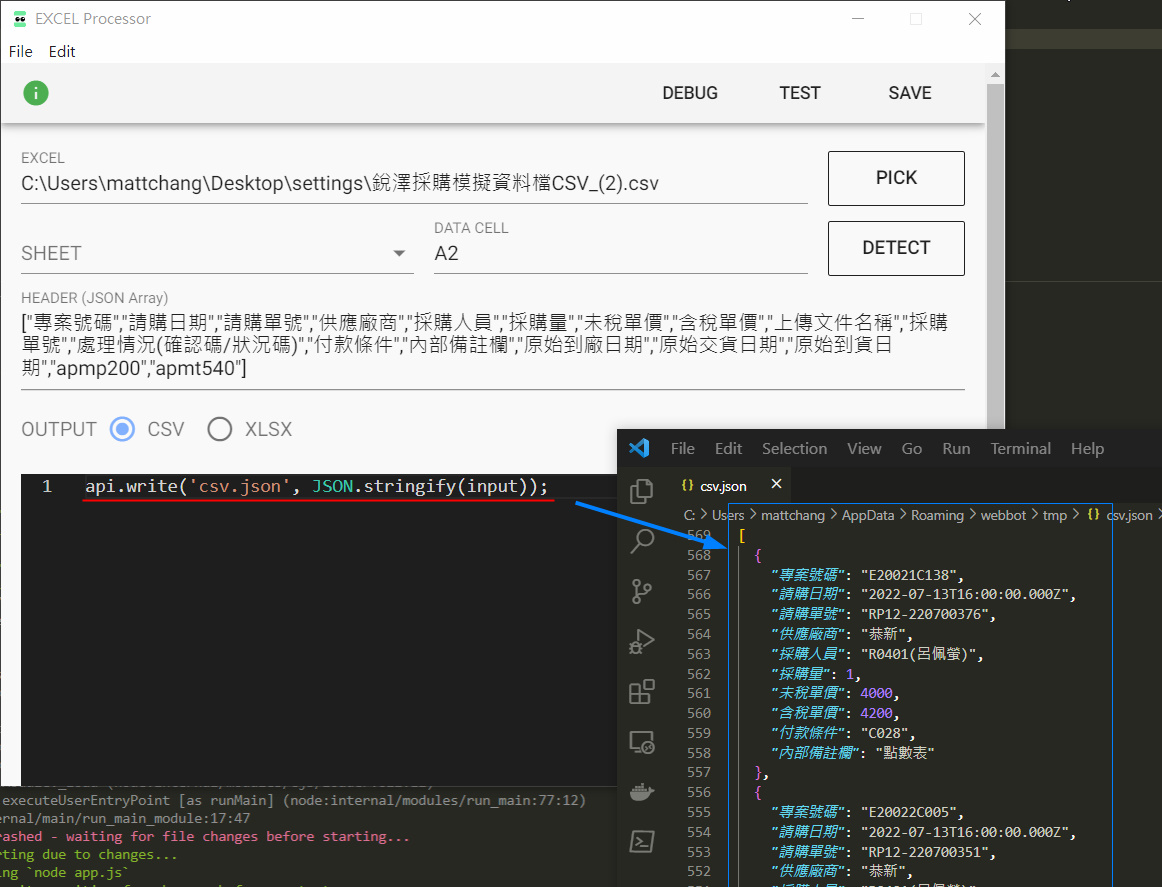 EXCEL Processor
File Edit
DEBUG TEST SAVE
EXCEL
C:\Users\mattchang\Desktop\settings\銳澤採購模擬資料檔CSV_(2).csv
PICK
SHEET
DATA CELL
A2
DETECT
HEADER (JSON Array)
["專案號碼","請購日期","請購單號","供應廠商","採購人員","採購量","未稅單價","含稅單價","上傳文件名稱","採購
單號","處理情況(確認碼/狀況碼)","付款條件","內部備註欄","原始到廠日期","原始交貨日期","原始到貨日
期","apmp200","apmt540"]
OUTPUT CSV XLSX
1 api.write('csv.json', JSON.stringify(input));
File Edit Selection View Go Run Terminal Help
{} csv.json ×
C: > Users > mattchang > AppData > Roaming > webbot > tmp > {} csv.json >
569 [
568 {
567 "專案號碼": "E20021C138",
566 "請購日期": "2022-07-13T16:00:00.000Z",
565 "請購單號": "RP12-220700376",
564 "供應廠商": "恭新",
563 "採購人員": "R0401(呂佩螢)",
562 "採購量": 1,
561 "未稅單價": 4000,
560 "含稅單價": 4200,
559 "付款條件": "C028",
558 "內部備註欄": "點數表"
557 },
556 {
555 "專案號碼": "E20022C005",
554 "請購日期": "2022-07-13T16:00:00.000Z",
553 "請購單號": "RP12-220700351",
552 "供應廠商": "恭新",
executeUserEntryPoint [as runMain] (node:internal/modules/run_main:77:12)
ernal/main/run_main_module:17:47
rashed - waiting for file changes before starting...
rting due to changes...
ing `node app.js`